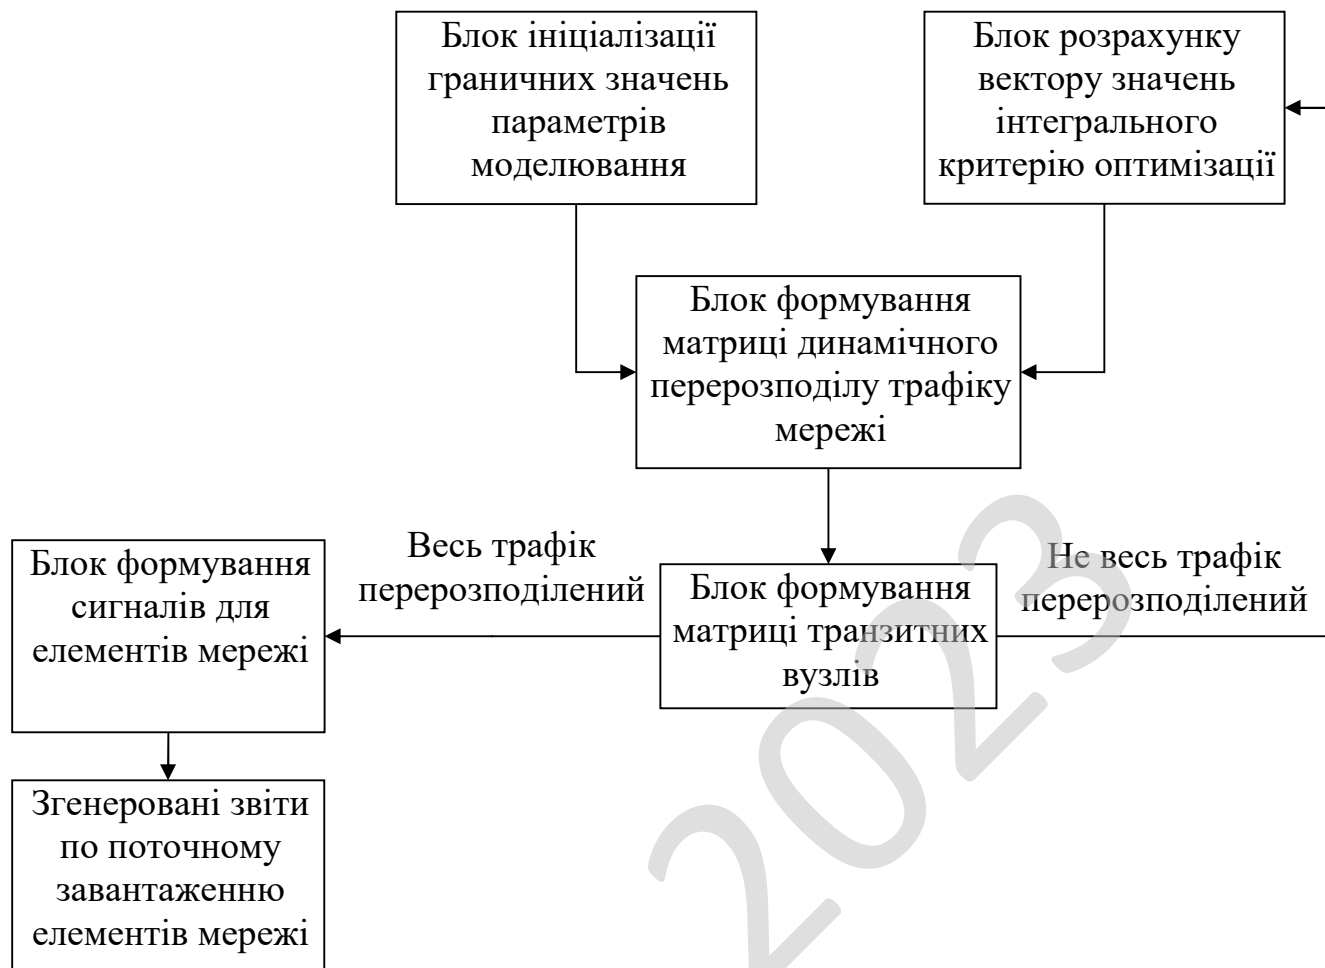 Блок ініціалізації
граничних значень
параметрів
моделювання
Блок розрахунку
вектору значень
інтегрального
критерію оптимізації
Блок формування
матриці динамічного
перерозподілу трафіку
мережі
Весь трафік
перерозподілений
Не весь трафік
перерозподілений
Блок формування
сигналів для
елементів мережі
Блок формування
матриці транзитних
вузлів
Згенеровані звіти
по поточному
завантаженню
елементів мережі
2023